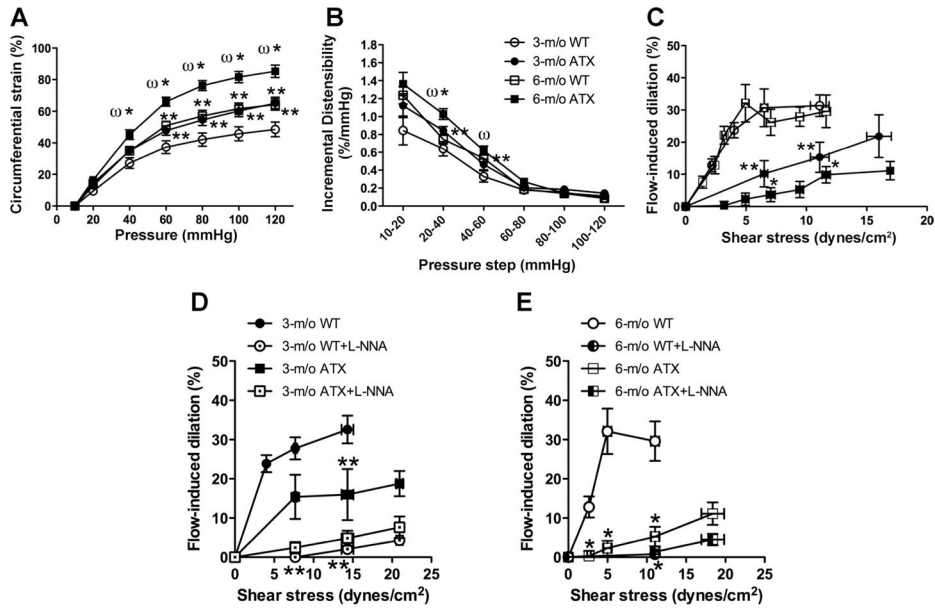 A
Circumferential strain (%)
100
80
60
40
20
0
ω*
ω*
ω*
ω*
ω*
**
**
**
**
**
**
**
**
20 40 60 80 100 120
Pressure (mmHg)
B
Incremental Distensibility
(%/mmHg)
1.8
1.6
1.4
1.2
1.0
0.8
0.6
0.4
0.2
0.0
3-m/o WT
3-m/o ATX
6-m/o WT
6-m/o ATX
ω*
**
ω
**
10-20 20-40 40-60 60-80 80-100 100-120
Pressure step (mmHg)
C
Flow-induced dilation (%)
50
40
30
20
10
0
**
**
*
*
0 5 10 15 20
Shear stress (dynes/cm²)
D
3-m/o WT
3-m/o WT+L-NNA
3-m/o ATX
3-m/o ATX+L-NNA
Flow-induced dilation (%)
50
40
30
20
10
0
**
**
**
0 5 10 15 20 25
Shear stress (dynes/cm²)
E
6-m/o WT
6-m/o WT+L-NNA
6-m/o ATX
6-m/o ATX+L-NNA
Flow-induced dilation (%)
50
40
30
20
10
0
*
*
*
*
0 5 10 15 20 25
Shear stress (dynes/cm²)